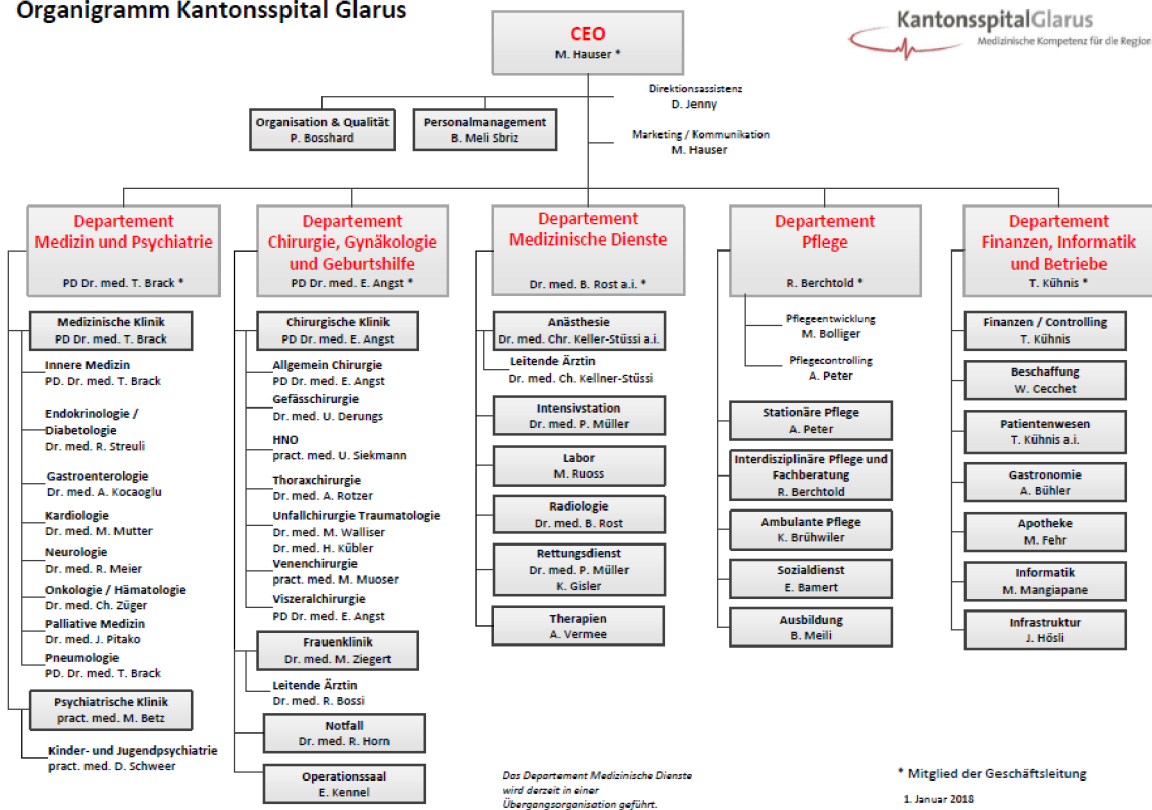 Organigramm Kantonsspital Glarus
KantonsspitalGlarus
Medizinische Kompetenz für die Region
CEO
M. Hauser *
Direktionsassistenz
D. Jenny
Organisation & Qualität
P. Bosshard
Personalmanagement
B. Meli Sbriz
Marketing / Kommunikation
M. Hauser
Departement
Medizin und Psychiatrie
PD Dr. med. T. Brack *
Medizinische Klinik
PD Dr. med. T. Brack
Innere Medizin
PD. Dr. med. T. Brack
Endokrinologie /
Diabetologie
Dr. med. R. Streuli
Gastroenterologie
Dr. med. A. Kocaoglu
Kardiologie
Dr. med. M. Mutter
Neurologie
Dr. med. R. Meier
Onkologie / Hämatologie
Dr. med. Ch. Züger
Palliative Medizin
Dr. med. J. Pitako
Pneumologie
PD. Dr. med. T. Brack
Psychiatrische Klinik
pract. med. M. Betz
Kinder- und Jugendpsychiatrie
pract. med. D. Schweer
Departement
Chirurgie, Gynäkologie
und Geburtshilfe
PD Dr. med. E. Angst *
Chirurgische Klinik
PD Dr. med. E. Angst
Allgemein Chirurgie
PD Dr. med. E. Angst
Gefässchirurgie
Dr. med. U. Derungs
HNO
pract. med. U. Siekmann
Thoraxchirurgie
Dr. med. A. Rotzer
Unfallchirurgie Traumatologie
Dr. med. M. Walliser
Dr. med. H. Kübler
Venenchirurgie
pract. med. M. Muoser
Viszeralchirurgie
PD Dr. med. E. Angst
Frauenklinik
Dr. med. M. Ziegert
Leitende Ärztin
Dr. med. R. Bossi
Notfall
Dr. med. R. Horn
Operationssaal
E. Kennel
Departement
Medizinische Dienste
Dr. med. B. Rost a.i. *
Anästhesie
Dr. med. Chr. Keller-Stüssi a.i.
Leitende Ärztin
Dr. med. Ch. Kellner-Stüssi
Intensivstation
Dr. med. P. Müller
Labor
M. Ruoss
Radiologie
Dr. med. B. Rost
Rettungsdienst
Dr. med. P. Müller
K. Gisler
Therapien
A. Vermee
Departement
Pflege
R. Berchtold *
Pflegeentwicklung
M. Bolliger
Pflegecontrolling
A. Peter
Stationäre Pflege
A. Peter
Interdisziplinäre Pflege und
Fachberatung
R. Berchtold
Ambulante Pflege
K. Brühwiler
Sozialdienst
E. Bamert
Ausbildung
B. Meili
Departement
Finanzen, Informatik
und Betriebe
T. Kühnis *
Finanzen / Controlling
T. Kühnis
Beschaffung
W. Cecchet
Patientenwesen
T. Kühnis a.i.
Gastronomie
A. Bühler
Apotheke
M. Fehr
Informatik
M. Mangiapane
Infrastruktur
J. Hösli
Das Departement Medizinische Dienste
wird derzeit in einer
Übergangsorganisation geführt.
* Mitglied der Geschäftsleitung
1. Januar 2018